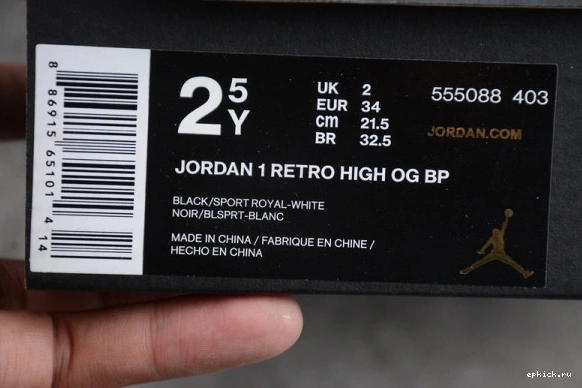 8 86915 65101 4 14
2 5Y
UK 2
EUR 34
cm 21.5
BR 32.5
555088 403
JORDAN.COM
JORDAN 1 RETRO HIGH OG BP
BLACK/SPORT ROYAL-WHITE
NOIR/BLSPRT-BLANC
MADE IN CHINA / FABRIQUE EN CHINE /
HECHO EN CHINA
epkick.ru